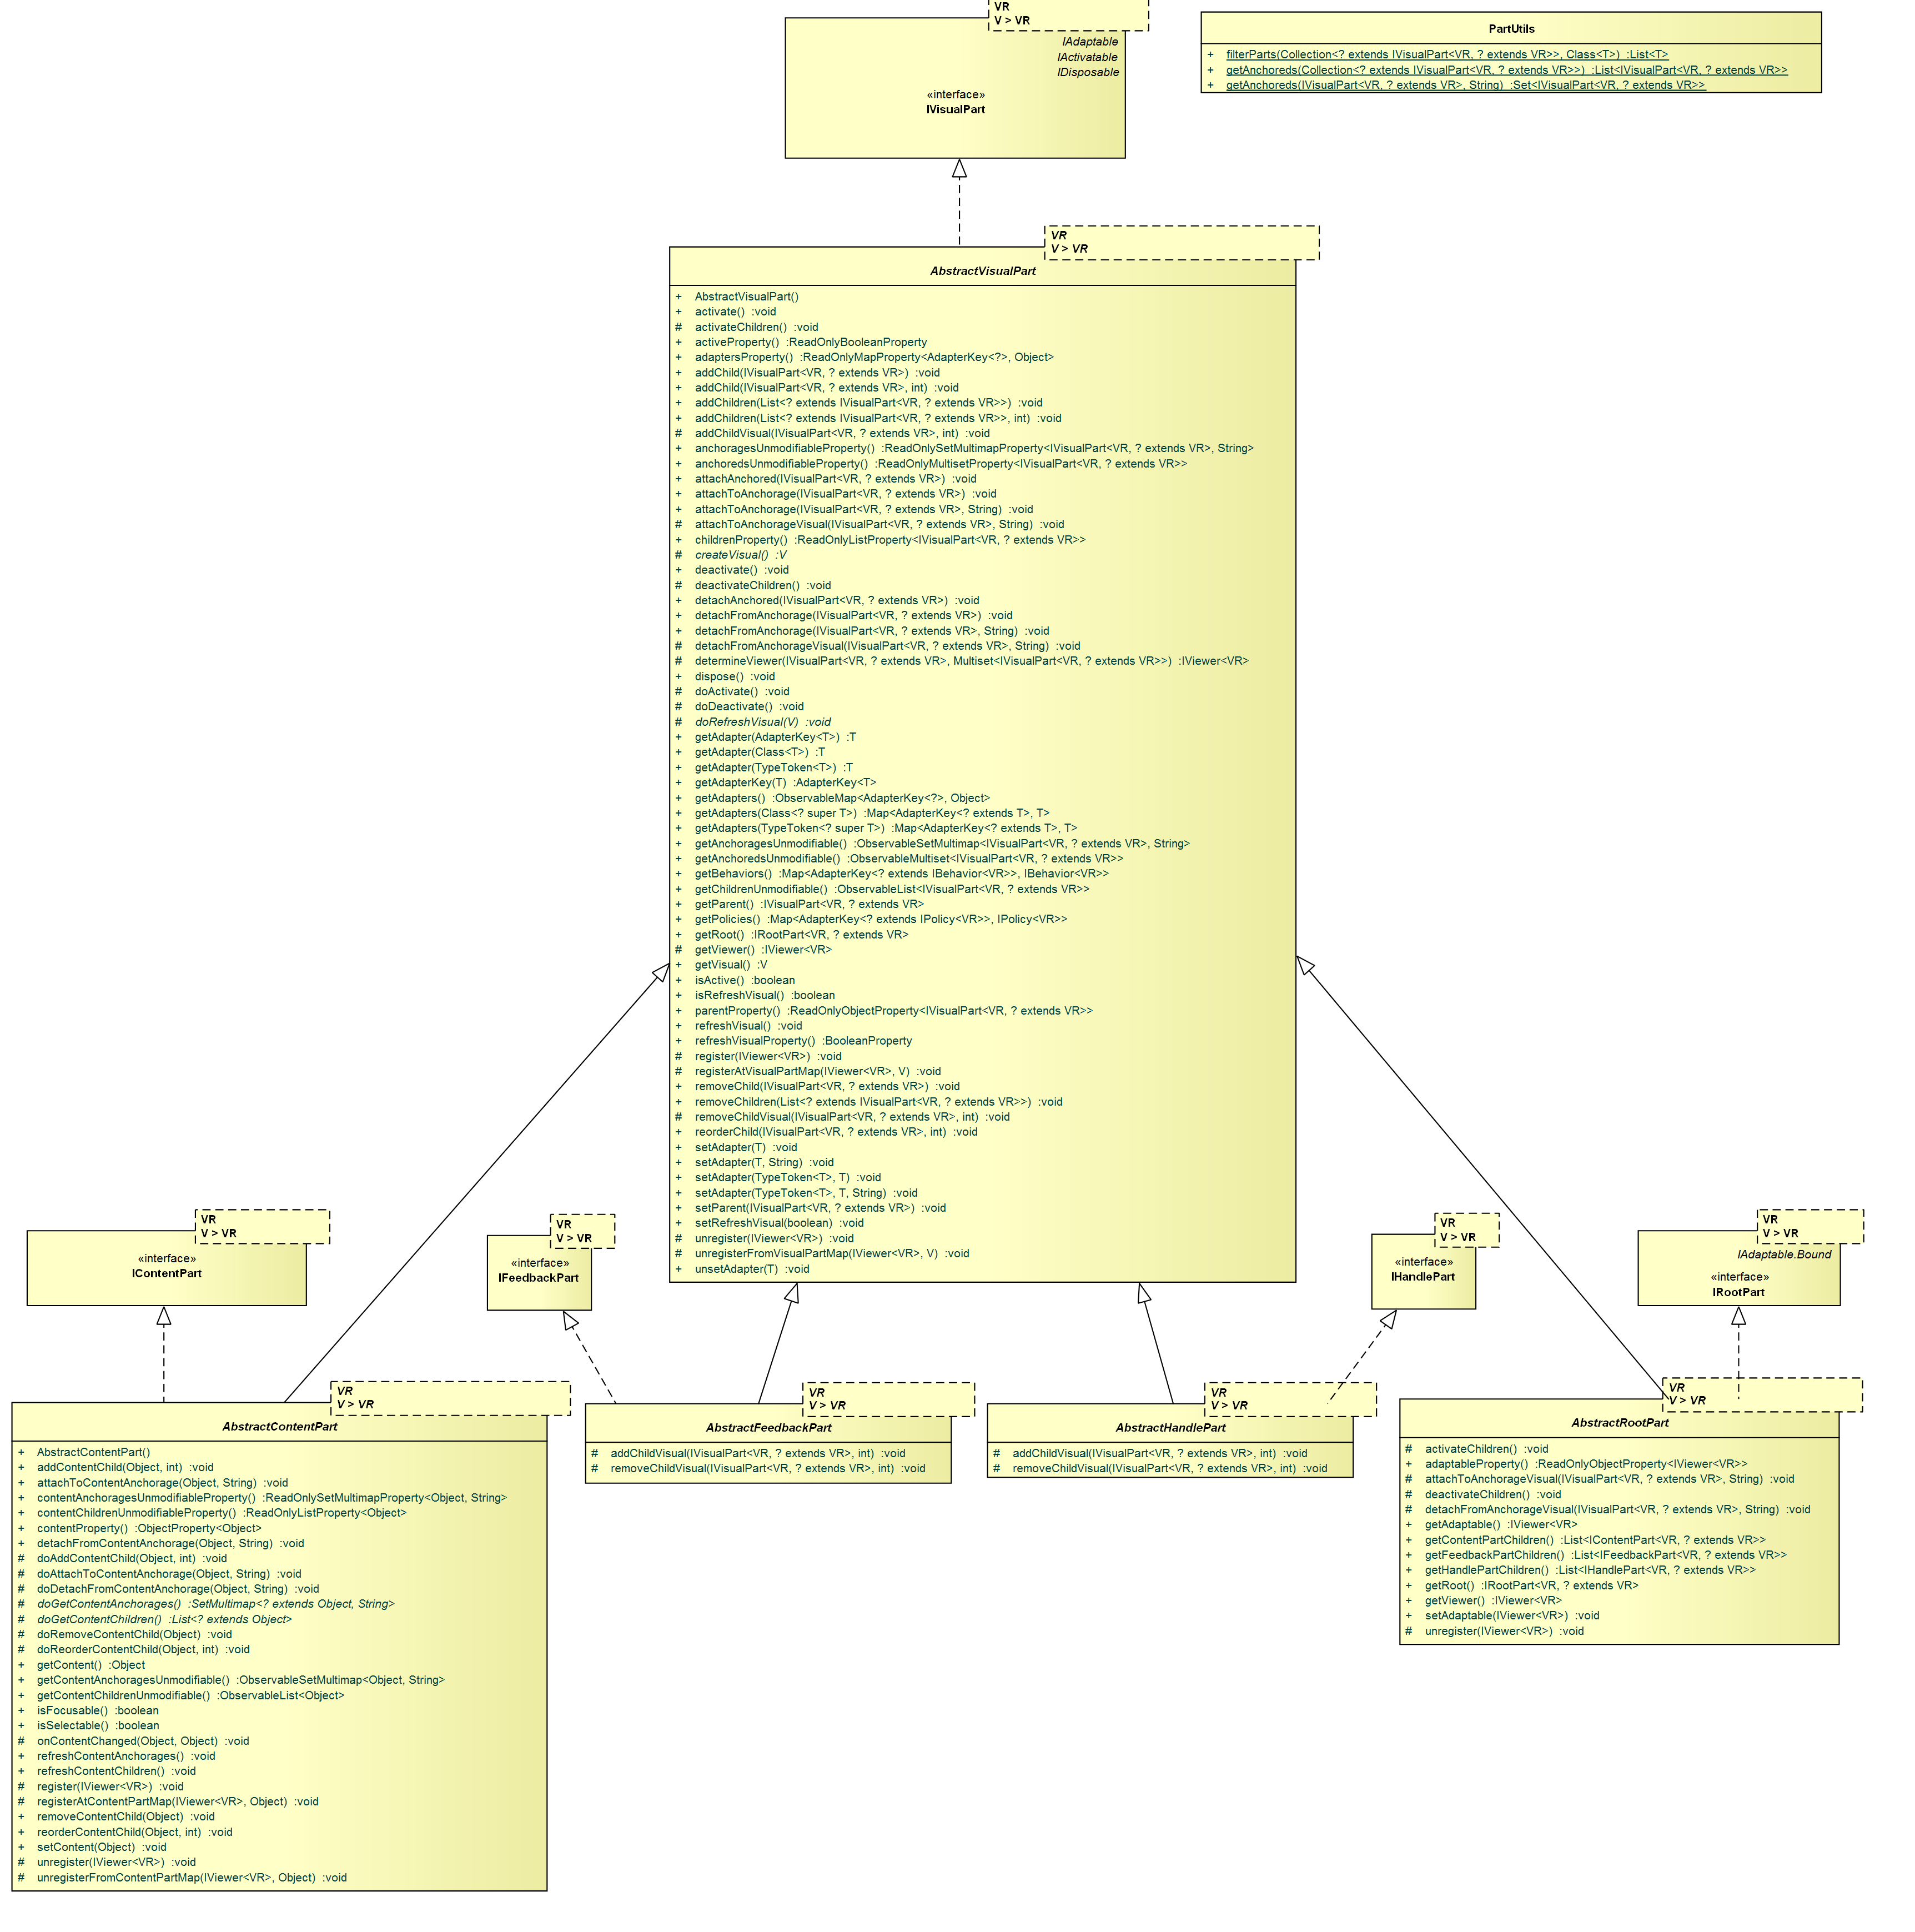 VR
V > VR
IAdaptable
IActivatable
IDisposable
«interface»
IVisualPart
PartUtils
+ filterParts(Collection<? extends IVisualPart<VR, ? extends VR>>, Class<T>) :List<T>
+ getAnchoreds(Collection<? extends IVisualPart<VR, ? extends VR>>) :List<IVisualPart<VR, ? extends VR>>
+ getAnchoreds(IVisualPart<VR, ? extends VR>, String) :Set<IVisualPart<VR, ? extends VR>>
VR
V > VR
AbstractVisualPart
+ AbstractVisualPart()
+ activate() :void
# activateChildren() :void
+ activeProperty() :ReadOnlyBooleanProperty
+ adaptersProperty() :ReadOnlyMapProperty<AdapterKey<?>, Object>
+ addChild(IVisualPart<VR, ? extends VR>) :void
+ addChild(IVisualPart<VR, ? extends VR>, int) :void
+ addChildren(List<? extends IVisualPart<VR, ? extends VR>>) :void
+ addChildren(List<? extends IVisualPart<VR, ? extends VR>>, int) :void
# addChildVisual(IVisualPart<VR, ? extends VR>, int) :void
+ anchoragesUnmodifiableProperty() :ReadOnlySetMultimapProperty<IVisualPart<VR, ? extends VR>, String>
+ anchoredsUnmodifiableProperty() :ReadOnlyMultisetProperty<IVisualPart<VR, ? extends VR>>
+ attachAnchored(IVisualPart<VR, ? extends VR>) :void
+ attachToAnchorage(IVisualPart<VR, ? extends VR>) :void
+ attachToAnchorage(IVisualPart<VR, ? extends VR>, String) :void
# attachToAnchorageVisual(IVisualPart<VR, ? extends VR>, String) :void
+ childrenProperty() :ReadOnlyListProperty<IVisualPart<VR, ? extends VR>>
# createVisual() :V
+ deactivate() :void
# deactivateChildren() :void
+ detachAnchored(IVisualPart<VR, ? extends VR>) :void
+ detachFromAnchorage(IVisualPart<VR, ? extends VR>) :void
+ detachFromAnchorage(IVisualPart<VR, ? extends VR>, String) :void
# detachFromAnchorageVisual(IVisualPart<VR, ? extends VR>, String) :void
# determineViewer(IVisualPart<VR, ? extends VR>, Multiset<IVisualPart<VR, ? extends VR>>) :IViewer<VR>
+ dispose() :void
# doActivate() :void
# doDeactivate() :void
# doRefreshVisual(V) :void
+ getAdapter(AdapterKey<T>) :T
+ getAdapter(Class<T>) :T
+ getAdapter(TypeToken<T>) :T
+ getAdapterKey(T) :AdapterKey<T>
+ getAdapters() :ObservableMap<AdapterKey<?>, Object>
+ getAdapters(Class<? super T>) :Map<AdapterKey<? extends T>, T>
+ getAdapters(TypeToken<? super T>) :Map<AdapterKey<? extends T>, T>
+ getAnchoragesUnmodifiable() :ObservableSetMultimap<IVisualPart<VR, ? extends VR>, String>
+ getAnchoredsUnmodifiable() :ObservableMultiset<IVisualPart<VR, ? extends VR>>
+ getBehaviors() :Map<AdapterKey<? extends IBehavior<VR>>, IBehavior<VR>>
+ getChildrenUnmodifiable() :ObservableList<IVisualPart<VR, ? extends VR>>
+ getParent() :IVisualPart<VR, ? extends VR>
+ getPolicies() :Map<AdapterKey<? extends IPolicy<VR>>, IPolicy<VR>>
+ getRoot() :IRootPart<VR, ? extends VR>
# getViewer() :IViewer<VR>
+ getVisual() :V
+ isActive() :boolean
+ isRefreshVisual() :boolean
+ parentProperty() :ReadOnlyObjectProperty<IVisualPart<VR, ? extends VR>>
+ refreshVisual() :void
+ refreshVisualProperty() :BooleanProperty
# register(IViewer<VR>) :void
# registerAtVisualPartMap(IViewer<VR>, V) :void
+ removeChild(IVisualPart<VR, ? extends VR>) :void
+ removeChildren(List<? extends IVisualPart<VR, ? extends VR>>) :void
# removeChildVisual(IVisualPart<VR, ? extends VR>, int) :void
+ reorderChild(IVisualPart<VR, ? extends VR>, int) :void
+ setAdapter(T) :void
+ setAdapter(T, String) :void
+ setAdapter(TypeToken<T>, T) :void
+ setAdapter(TypeToken<T>, T, String) :void
+ setParent(IVisualPart<VR, ? extends VR>) :void
+ setRefreshVisual(boolean) :void
# unregister(IViewer<VR>) :void
# unregisterFromVisualPartMap(IViewer<VR>, V) :void
+ unsetAdapter(T) :void
VR
V > VR
«interface»
IContentPart
VR
V > VR
«interface»
IFeedbackPart
VR
V > VR
«interface»
IHandlePart
VR
V > VR
IAdaptable.Bound
«interface»
IRootPart
VR
V > VR
AbstractContentPart
+ AbstractContentPart()
+ addContentChild(Object, int) :void
+ attachToContentAnchorage(Object, String) :void
+ contentAnchoragesUnmodifiableProperty() :ReadOnlySetMultimapProperty<Object, String>
+ contentChildrenUnmodifiableProperty() :ReadOnlyListProperty<Object>
+ contentProperty() :ObjectProperty<Object>
+ detachFromContentAnchorage(Object, String) :void
# doAddContentChild(Object, int) :void
# doAttachToContentAnchorage(Object, String) :void
# doDetachFromContentAnchorage(Object, String) :void
# doGetContentAnchorages() :SetMultimap<? extends Object, String>
# doGetContentChildren() :List<? extends Object>
# doRemoveContentChild(Object) :void
# doReorderContentChild(Object, int) :void
+ getContent() :Object
+ getContentAnchoragesUnmodifiable() :ObservableSetMultimap<Object, String>
+ getContentChildrenUnmodifiable() :ObservableList<Object>
+ isFocusable() :boolean
+ isSelectable() :boolean
# onContentChanged(Object, Object) :void
+ refreshContentAnchorages() :void
+ refreshContentChildren() :void
# register(IViewer<VR>) :void
# registerAtContentPartMap(IViewer<VR>, Object) :void
+ removeContentChild(Object) :void
+ reorderContentChild(Object, int) :void
+ setContent(Object) :void
# unregister(IViewer<VR>) :void
# unregisterFromContentPartMap(IViewer<VR>, Object) :void
VR
V > VR
AbstractFeedbackPart
# addChildVisual(IVisualPart<VR, ? extends VR>, int) :void
# removeChildVisual(IVisualPart<VR, ? extends VR>, int) :void
VR
V > VR
AbstractHandlePart
# addChildVisual(IVisualPart<VR, ? extends VR>, int) :void
# removeChildVisual(IVisualPart<VR, ? extends VR>, int) :void
VR
V > VR
AbstractRootPart
# activateChildren() :void
+ adaptableProperty() :ReadOnlyObjectProperty<IViewer<VR>>
# attachToAnchorageVisual(IVisualPart<VR, ? extends VR>, String) :void
# deactivateChildren() :void
# detachFromAnchorageVisual(IVisualPart<VR, ? extends VR>, String) :void
+ getAdaptable() :IViewer<VR>
+ getContentPartChildren() :List<IContentPart<VR, ? extends VR>>
+ getFeedbackPartChildren() :List<IFeedbackPart<VR, ? extends VR>>
+ getHandlePartChildren() :List<IHandlePart<VR, ? extends VR>>
+ getRoot() :IRootPart<VR, ? extends VR>
+ getViewer() :IViewer<VR>
+ setAdaptable(IViewer<VR>) :void
# unregister(IViewer<VR>) :void